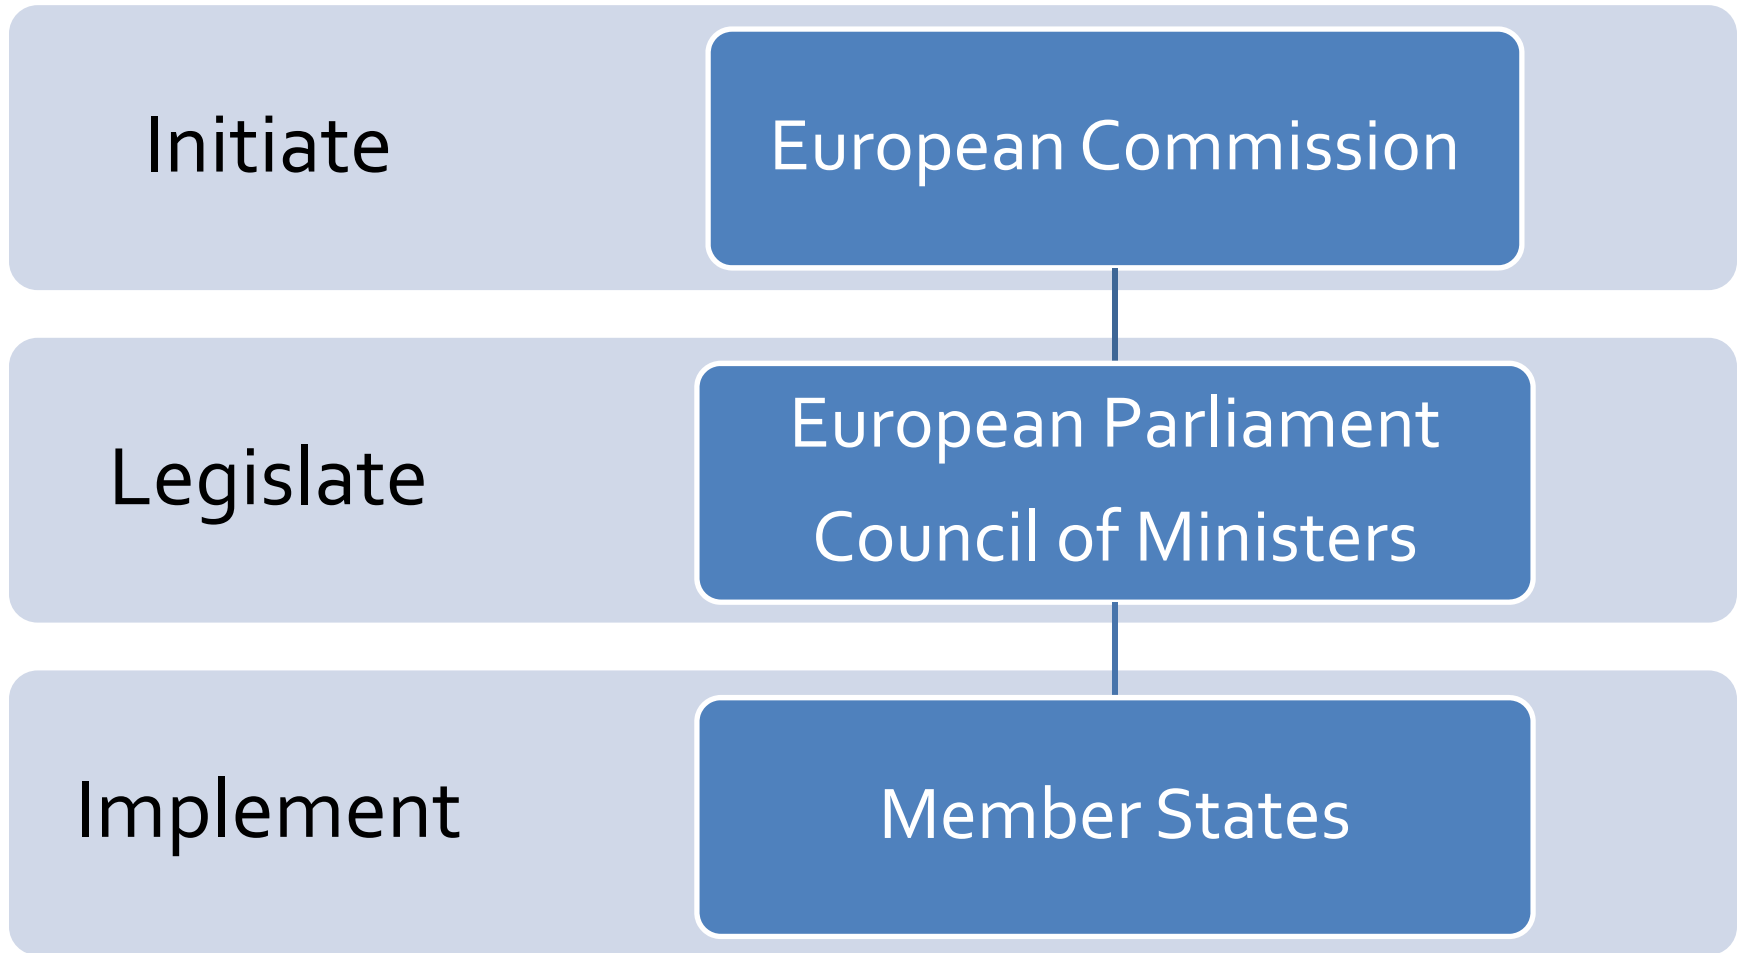 Initiate
European Commission
Legislate
European Parliament
Council of Ministers
Implement
Member States